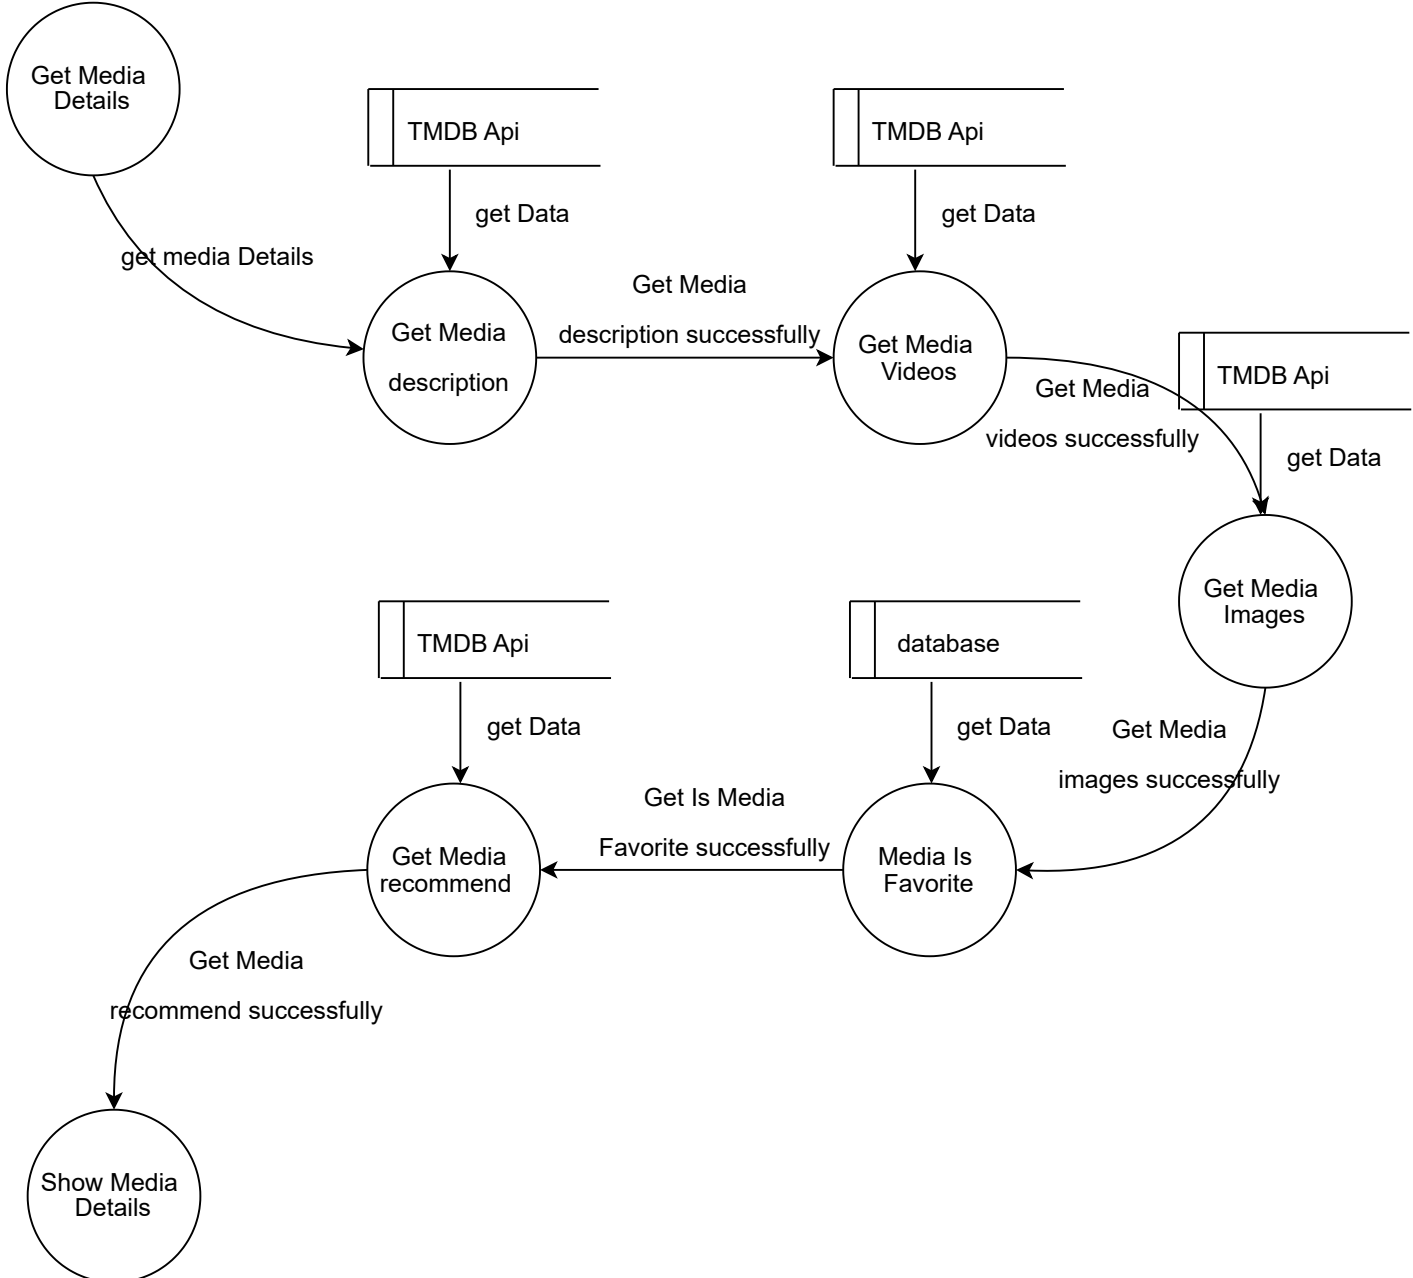 Get Media
Details
TMDB Api
TMDB Api
get Data
get Data
get media Details
Get Media
description successfully
Get Media
description
Get Media
Videos
TMDB Api
Get Media
videos successfully
get Data
Get Media
Images
TMDB Api
database
get Data
get Data
Get Media
images successfully
Get Is Media
Favorite successfully
Get Media
recommend
Media Is
Favorite
Get Media
recommend successfully
Show Media
Details